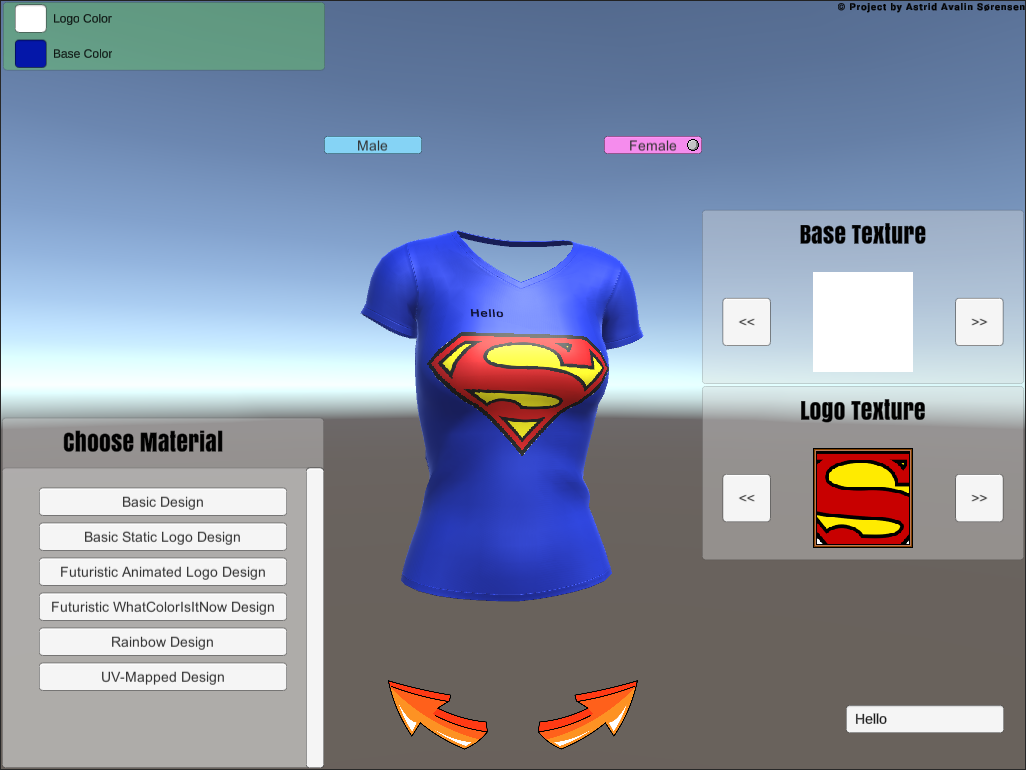 © Project by Astrid Avalin Sørensen
Logo Color
Base Color
Male
Female
Base Texture
<<
>>
Hello
Logo Texture
<<
>>
Choose Material
Basic Design
Basic Static Logo Design
Futuristic Animated Logo Design
Futuristic WhatColorIsItNow Design
Rainbow Design
UV-Mapped Design
Hello